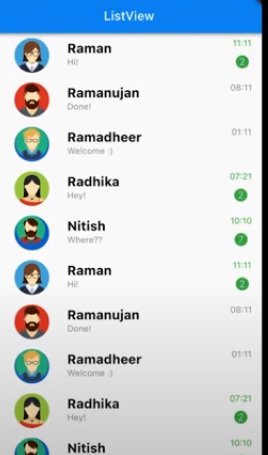 ListView
Raman 11:11
Hi! 2
Ramanujan 08:11
Done!
Ramadheer 01:11
Welcome :)
Radhika 07:21
Hey! 2
Nitish 10:10
Where?? 7
Raman 11:11
Hi! 2
Ramanujan 08:11
Done!
Ramadheer 01:11
Welcome :)
Radhika 07:21
Hey! 2
Nitish 10:10